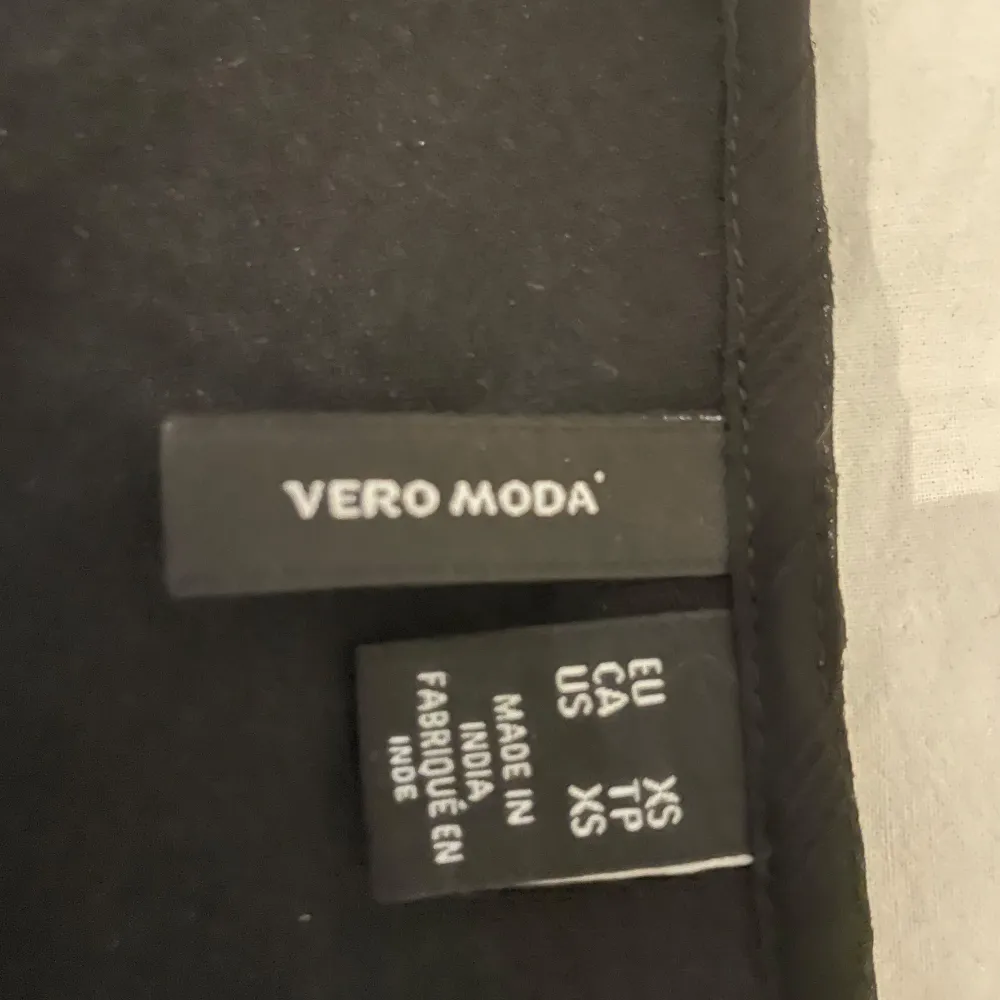 VERO MODA
EU XS
CA TP
US XS
MADE IN
INDIA
FABRIQUÉ EN
INDE